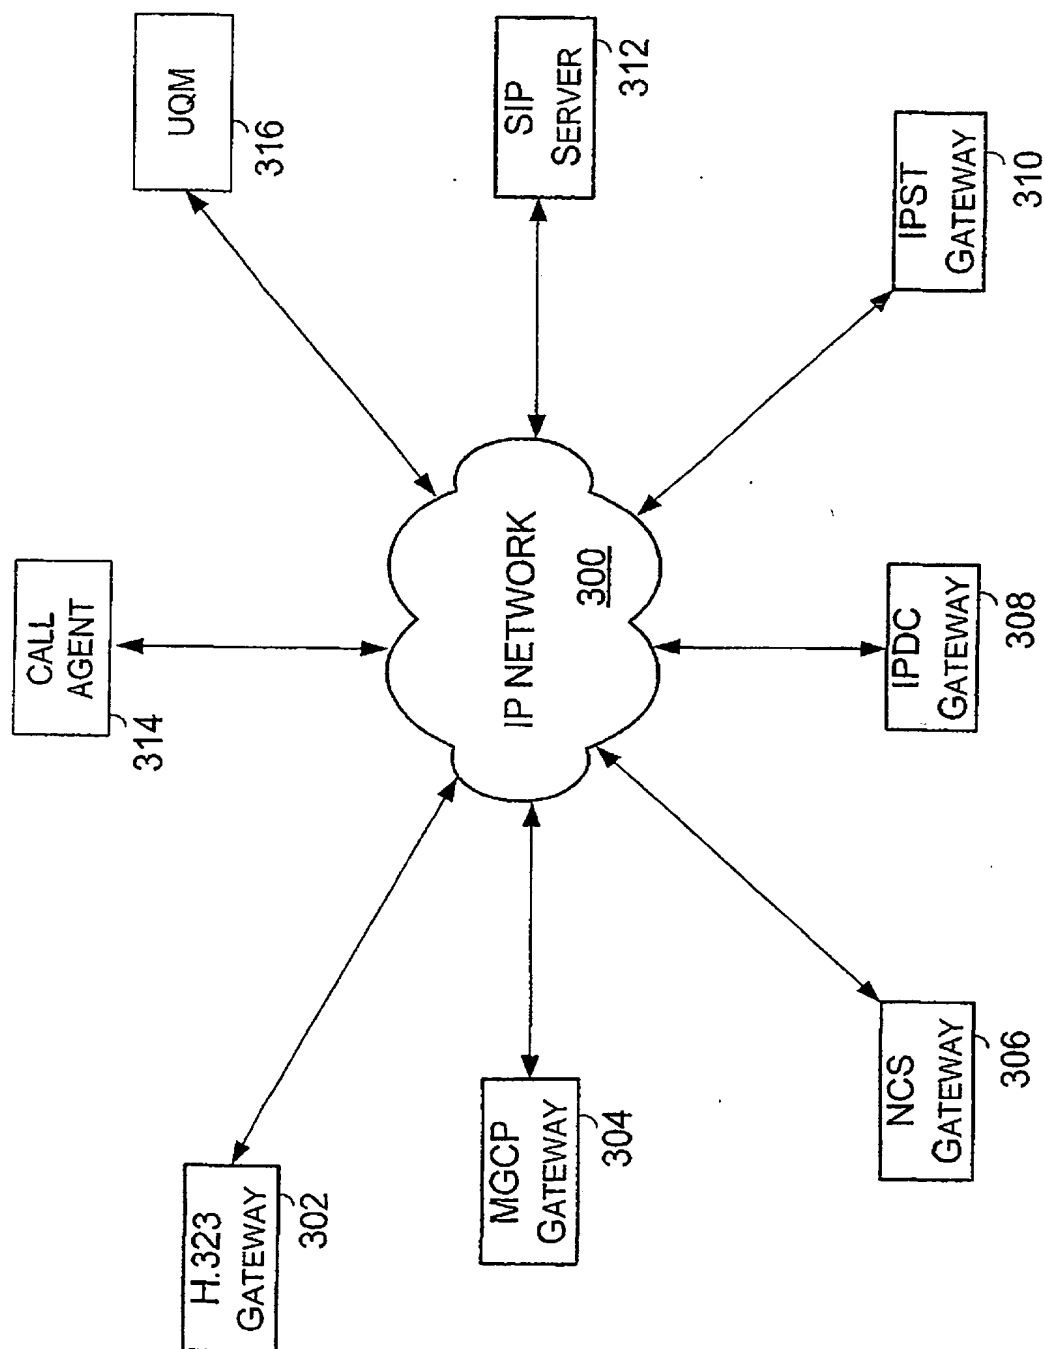 H.323
GATEWAY
302
MGCP
GATEWAY
304
NCS
GATEWAY
306
CALL
AGENT
314
IP NETWORK
300
IPDC
GATEWAY
308
UQM
316
SIP
SERVER
312
IPST
GATEWAY
310